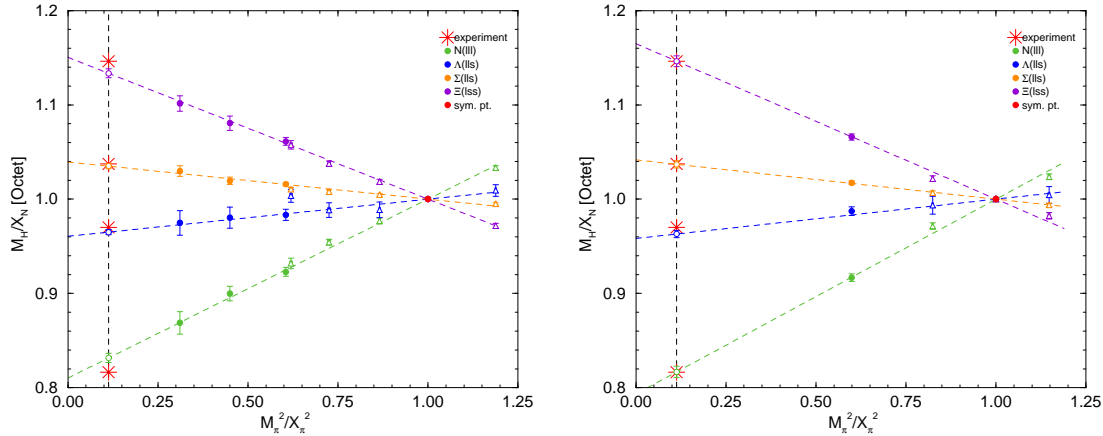 1.2
1.1
1.0
0.9
0.8
M_H/X_N [Octet]
experiment
N(lll)
Λ(lls)
Σ(lls)
Ξ(lss)
sym. pt.
0.00 0.25 0.50 0.75 1.00 1.25
M_π^2/X_π^2
1.2
1.1
1.0
0.9
0.8
M_H/X_N [Octet]
experiment
N(lll)
Λ(lls)
Σ(lls)
Ξ(lss)
sym. pt.
0.00 0.25 0.50 0.75 1.00 1.25
M_π^2/X_π^2